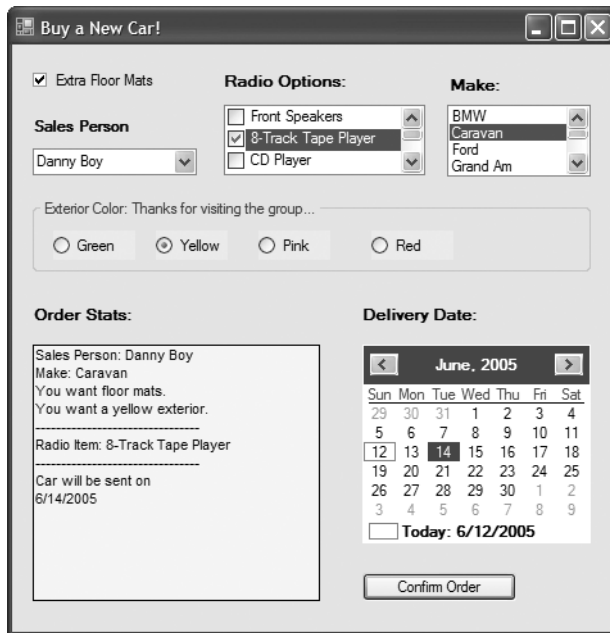 Buy a New Car!
Extra Floor Mats
Radio Options:
Make:
Sales Person
Danny Boy
Front Speakers
8-Track Tape Player
CD Player
BMW
Caravan
Ford
Grand Am
Exterior Color: Thanks for visiting the group...
Green Yellow Pink Red
Order Stats:
Sales Person: Danny Boy
Make: Caravan
You want floor mats.
You want a yellow exterior.
---------------------------------
Radio Item: 8-Track Tape Player
---------------------------------
Car will be sent on
6/14/2005
Delivery Date:
June, 2005
Sun Mon Tue Wed Thu Fri Sat
29 30 31 1 2 3 4
5 6 7 8 9 10 11
12 13 14 15 16 17 18
19 20 21 22 23 24 25
26 27 28 29 30 1 2
3 4 5 6 7 8 9
Today: 6/12/2005
Confirm Order